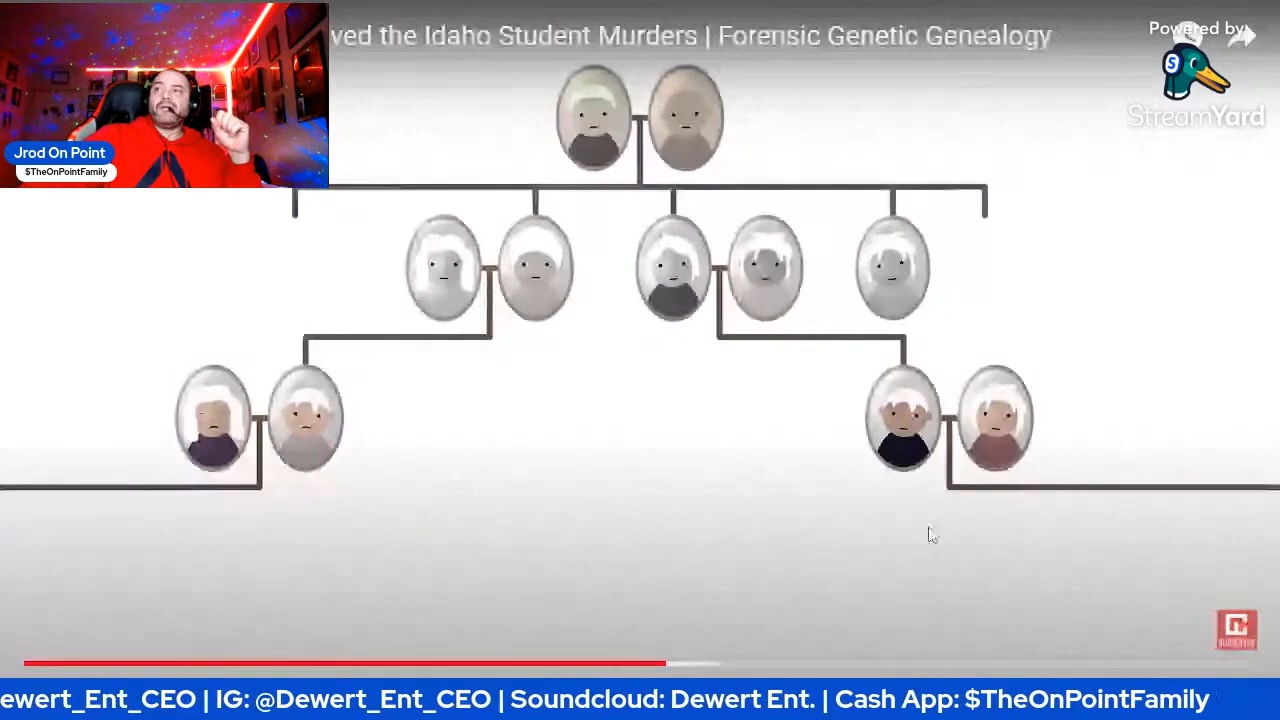 ved the Idaho Student Murders | Forensic Genetic Genealogy
Powered by:
S
StreamYard
Jrod On Point
$TheOnPointFamily
ewert_Ent_CEO | IG: @Dewert_Ent_CEO | Soundcloud: Dewert Ent. | Cash App: $TheOnPointFamily